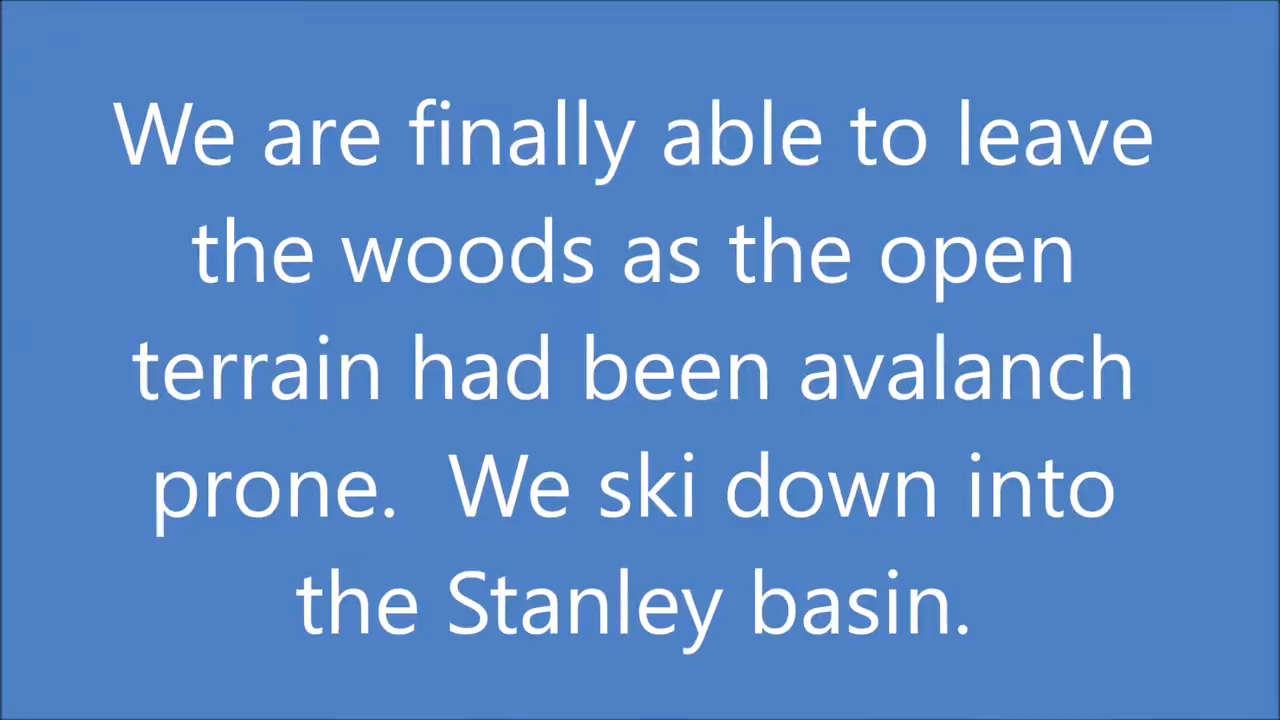 We are finally able to leave
the woods as the open
terrain had been avalanch
prone.  We ski down into
the Stanley basin.